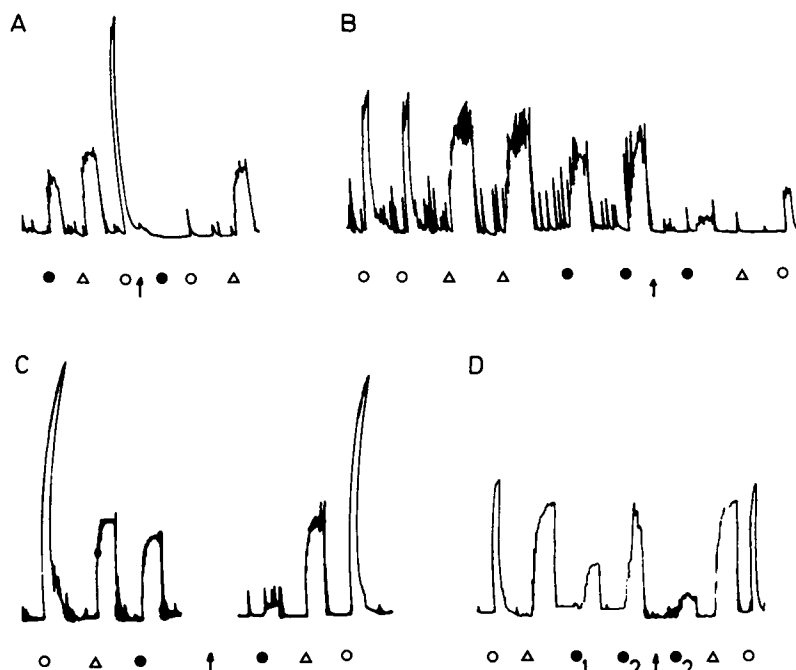 A
B
● △ ○ ↑ ● ○ △
○ ○ △ △ ● ● ↑ ● △ ○
C
D
○ △ ● ↑ ● △ ○
○ △ ●1 ●2 ↑ ●2 △ ○